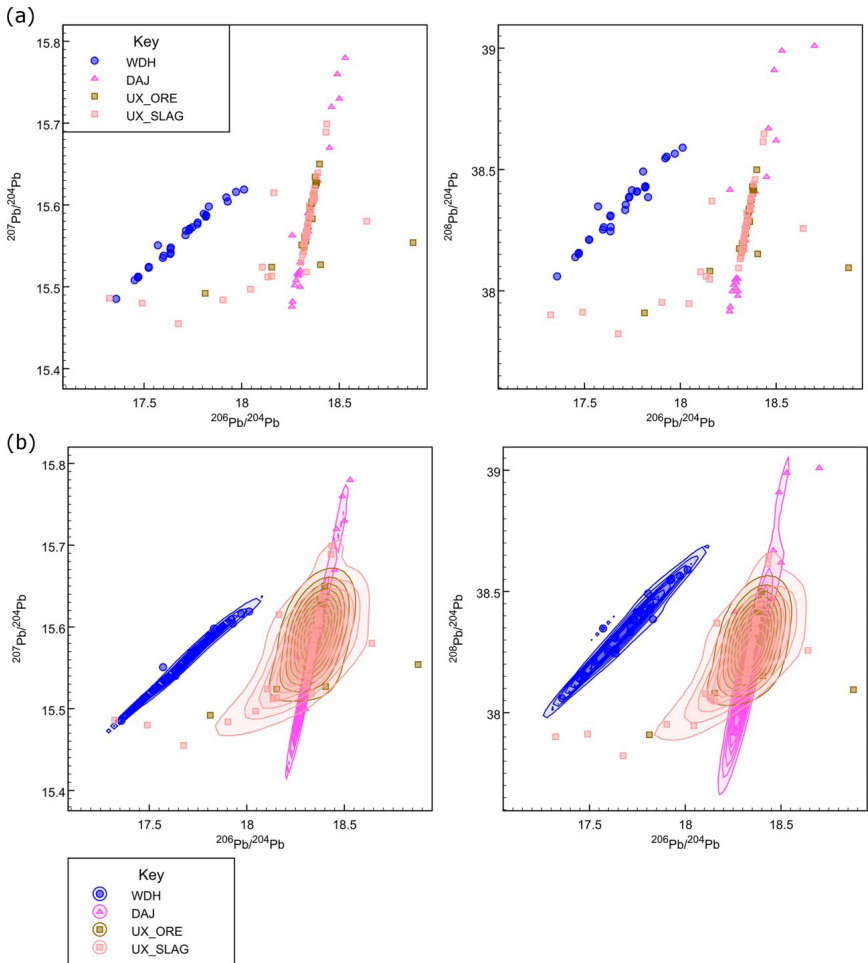 (a)
Key
WDH
DAJ
UX_ORE
UX_SLAG
15.8
15.7
15.6
15.5
15.4
²⁰⁷Pb/²⁰⁴Pb
17.5
18
18.5
²⁰⁶Pb/²⁰⁴Pb
39
38.5
38
²⁰⁸Pb/²⁰⁴Pb
17.5
18
18.5
²⁰⁶Pb/²⁰⁴Pb
(b)
15.8
15.7
15.6
15.5
15.4
²⁰⁷Pb/²⁰⁴Pb
17.5
18
18.5
²⁰⁶Pb/²⁰⁴Pb
39
38.5
38
²⁰⁸Pb/²⁰⁴Pb
17.5
18
18.5
²⁰⁶Pb/²⁰⁴Pb
Key
WDH
DAJ
UX_ORE
UX_SLAG